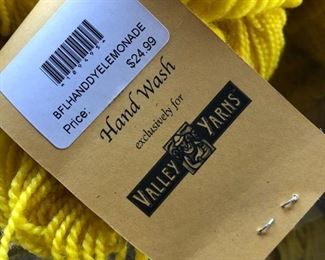 BFLHANDDYELEMONADE
Price: $24.99
Hand Wash
exclusively for
VALLEY YARNS